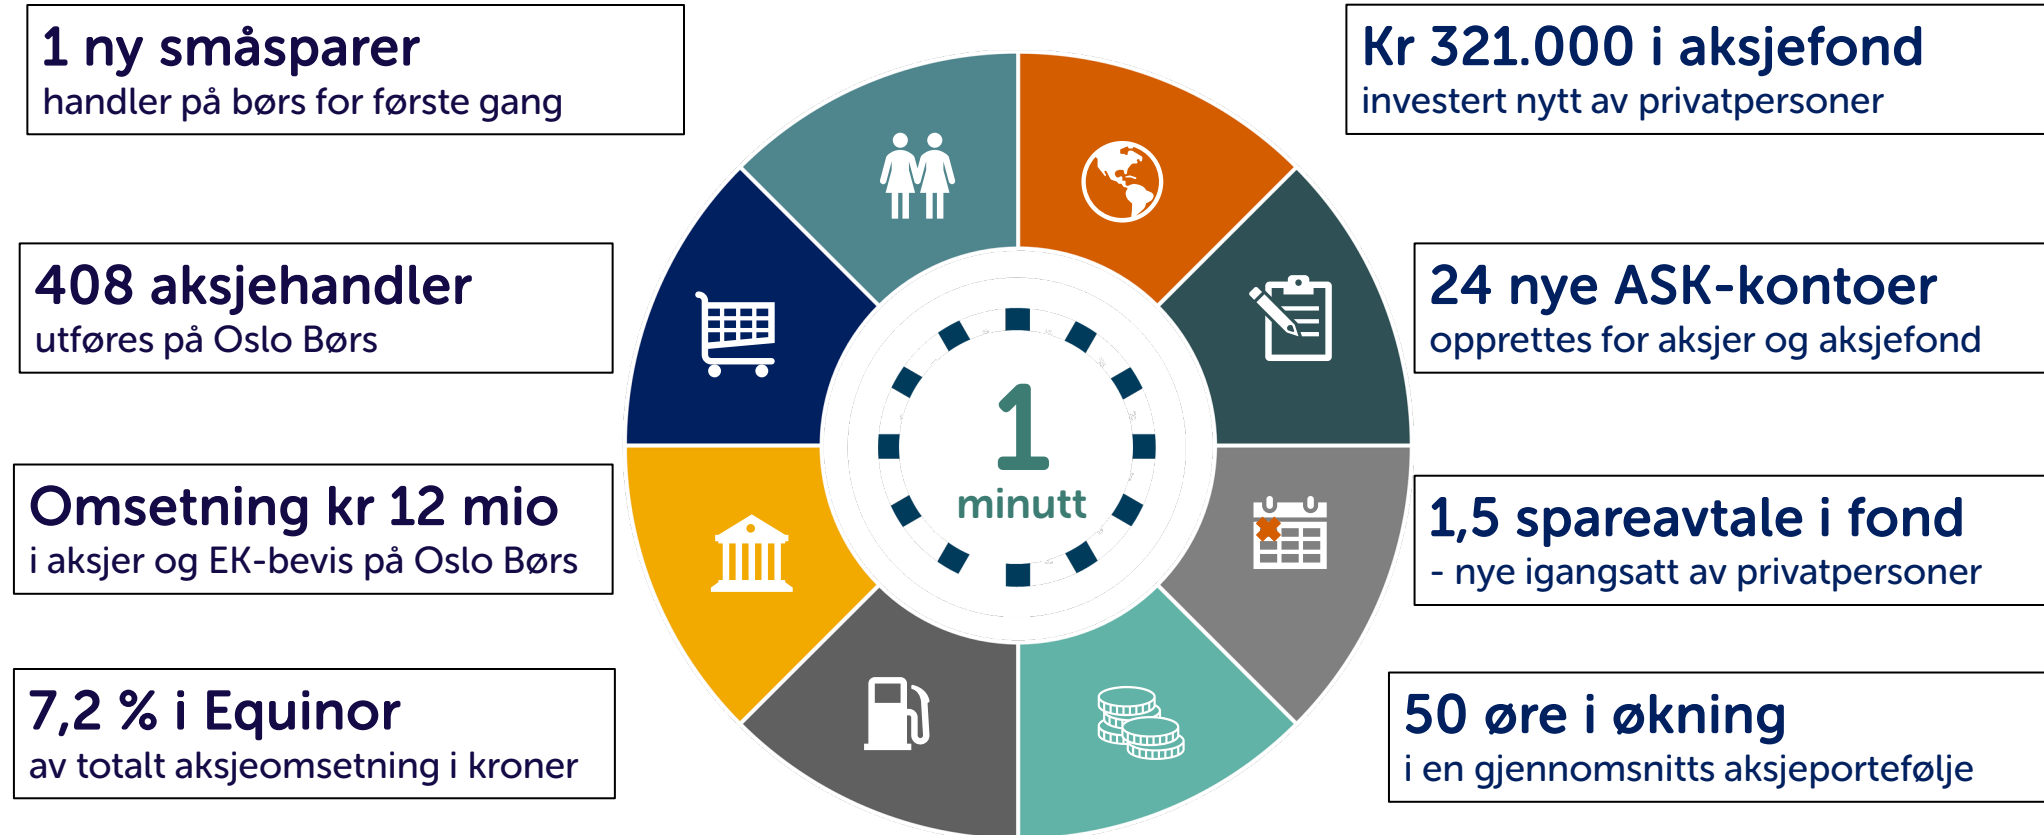 1 ny småsparer
handler på børs for første gang
Kr 321.000 i aksjefond
investert nytt av privatpersoner
408 aksjehandler
utføres på Oslo Børs
24 nye ASK-kontoer
opprettes for aksjer og aksjefond
1
minutt
Omsetning kr 12 mio
i aksjer og EK-bevis på Oslo Børs
1,5 spareavtale i fond
- nye igangsatt av privatpersoner
7,2 % i Equinor
av totalt aksjeomsetning i kroner
50 øre i økning
i en gjennomsnitts aksjeportefølje